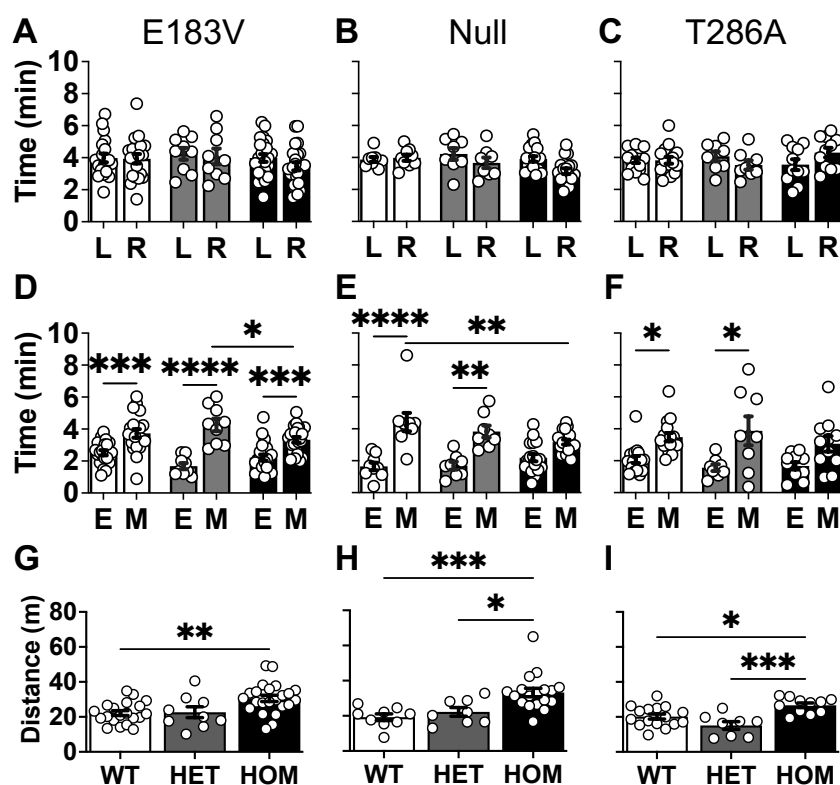 A E183V B Null C T286A
Time (min)
10
8
6
4
2
0
L R L R L R L R L R L R L R L R L R
D E F
Time (min)
10
8
6
4
2
0
*** **** *** *
**** ** **
* *
E M E M E M E M E M E M E M E M E M
G H I
Distance (m)
80
60
40
20
0
**
*** *
* ***
WT HET HOM WT HET HOM WT HET HOM